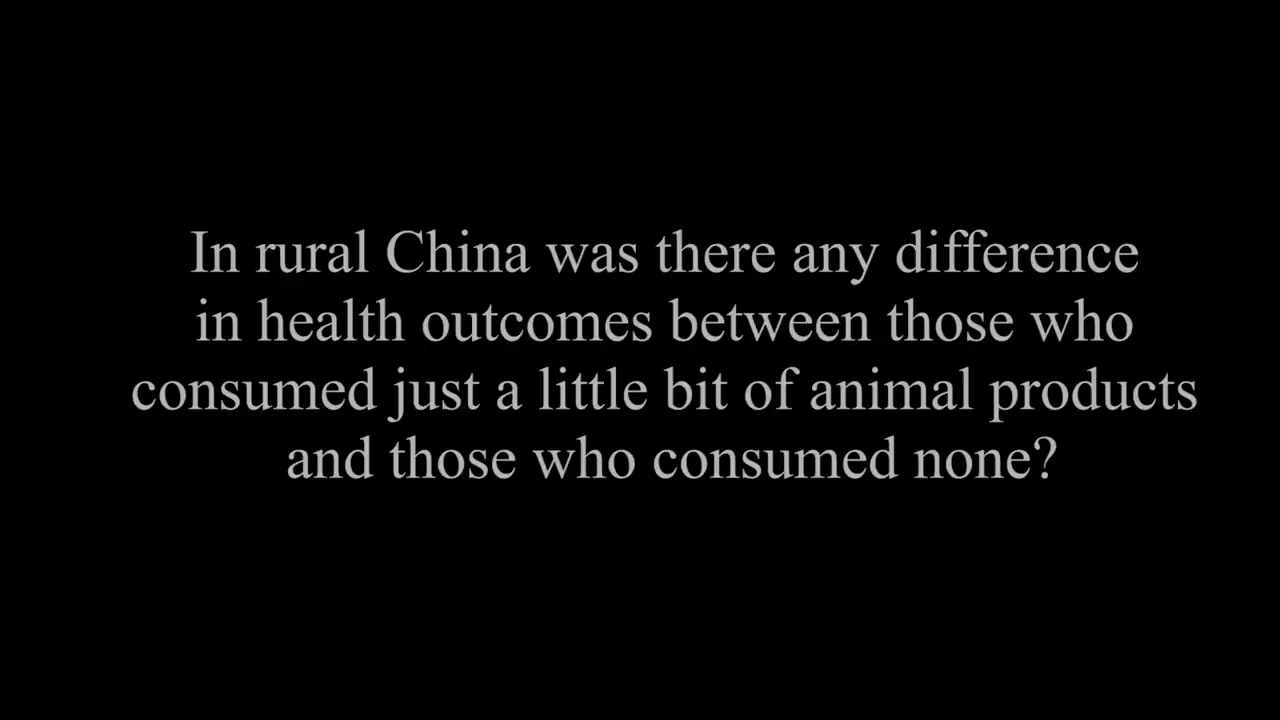 In rural China was there any difference
in health outcomes between those who
consumed just a little bit of animal products
and those who consumed none?